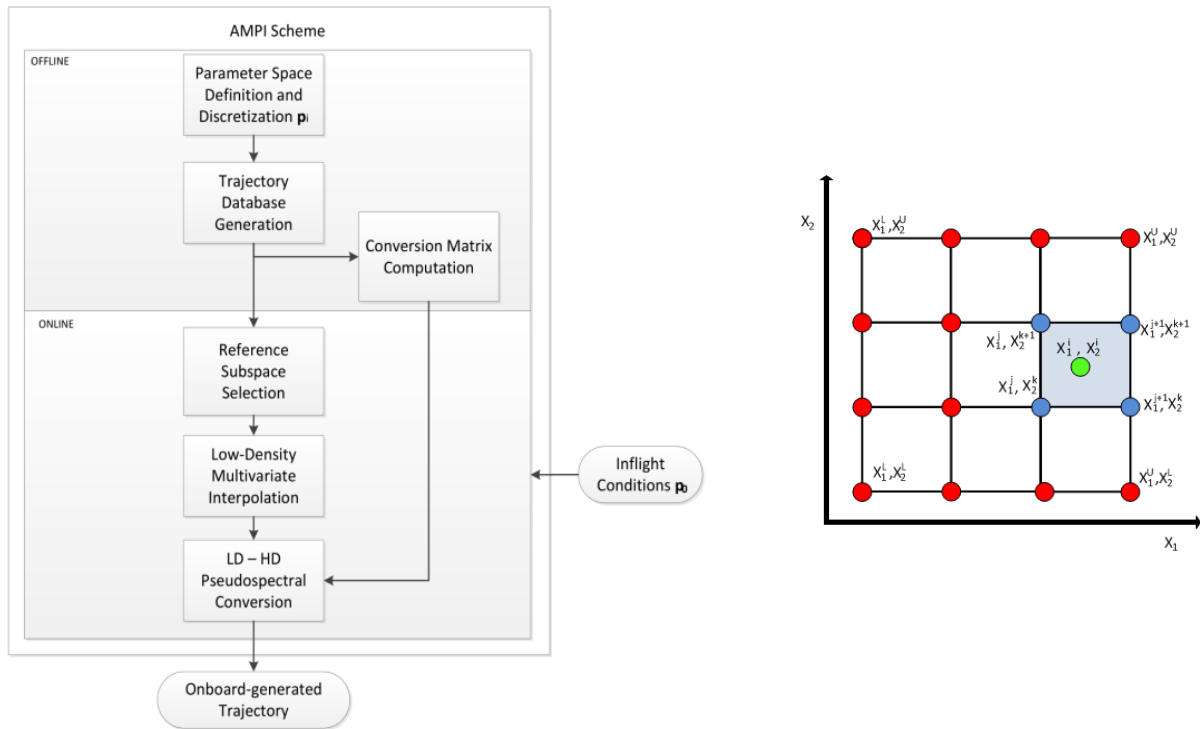 AMPI Scheme
OFFLINE
Parameter Space
Definition and
Discretization pᵢ
Trajectory
Database
Generation
Conversion Matrix
Computation
ONLINE
Reference
Subspace
Selection
Low-Density
Multivariate
Interpolation
LD – HD
Pseudospectral
Conversion
Inflight
Conditions p₀
Onboard-generated
Trajectory
X₂
X₁ᴸ,X₂ᵁ
X₁ᵁ,X₂ᵁ
X₁ʲ, X₂ᵏ⁺¹
X₁ʲ⁺¹,X₂ᵏ⁺¹
X₁ⁱ , X₂ⁱ
X₁ʲ, X₂ᵏ
X₁ʲ⁺¹X₂ᵏ
X₁ᴸ,X₂ᴸ
X₁ᵁ,X₂ᴸ
X₁